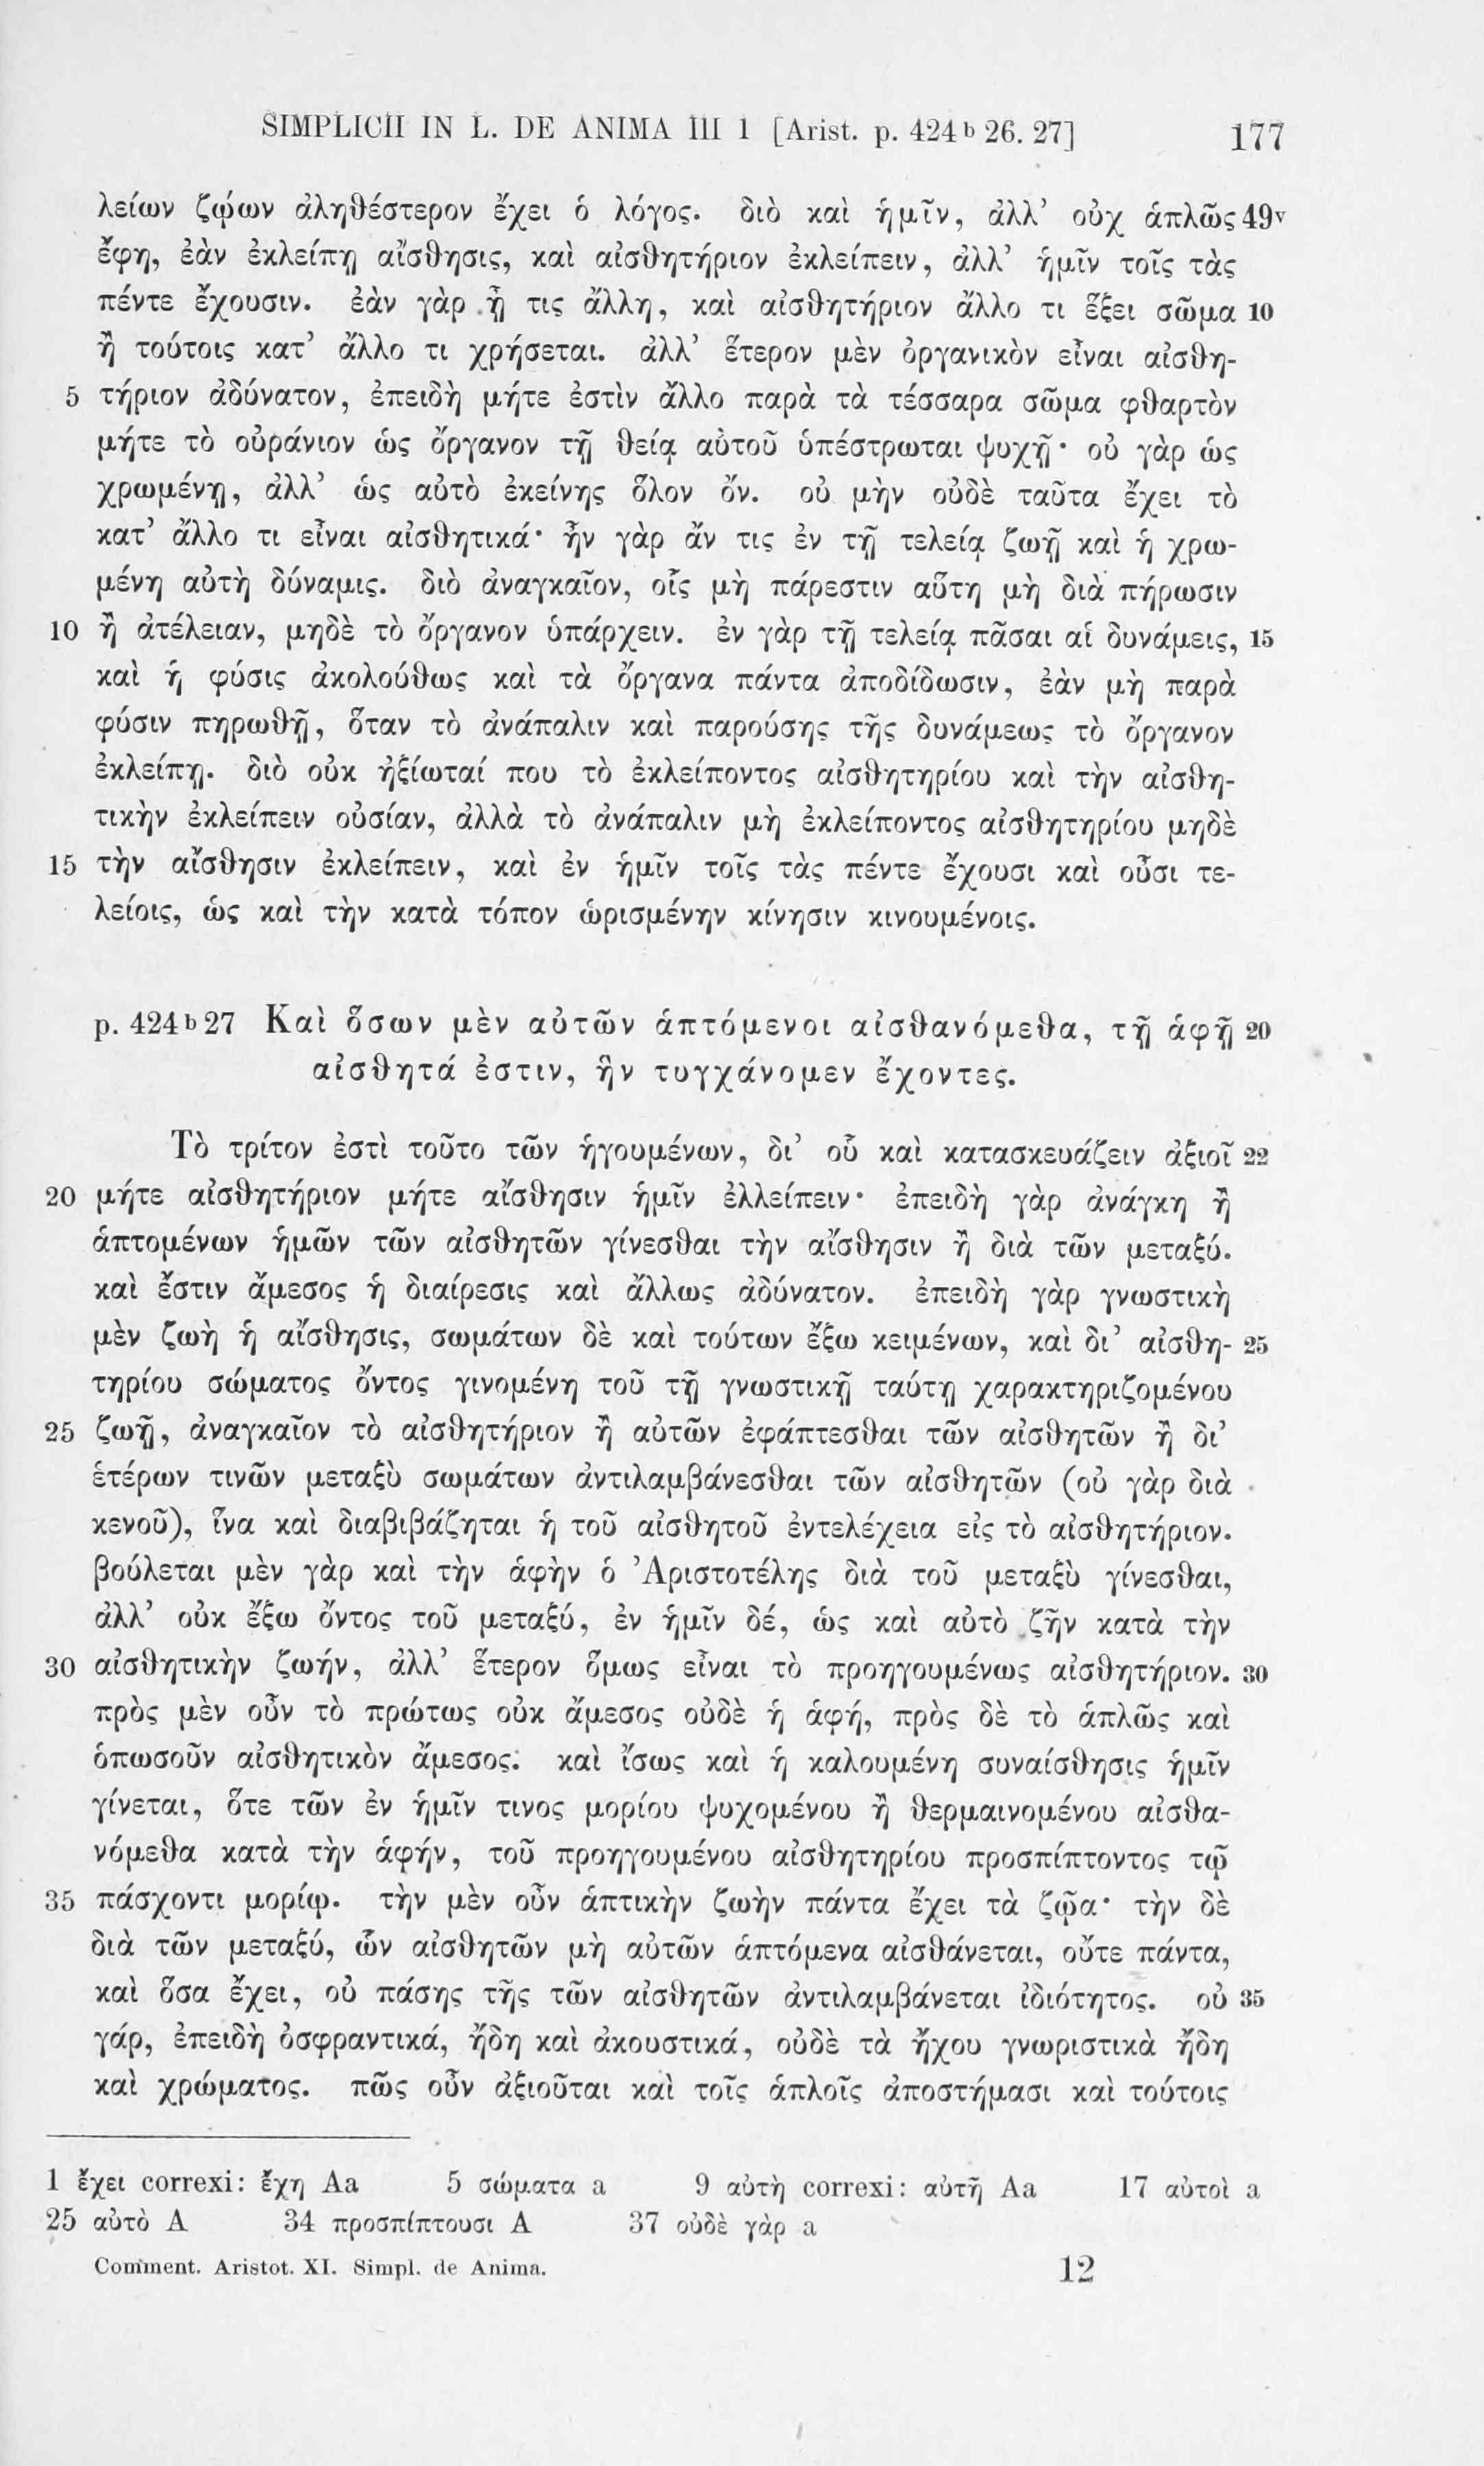 SIMPLICII IN L. DE ANIMA III 1 [Arist. p. 424b 26. 27] 177
λείων ζῴων ἀληθέστερον ἔχει ὁ λόγος. διὸ καὶ ἡμῖν, ἀλλ’ οὐχ ἁπλῶς 49v
ἔφη, ἐὰν ἐκλείπῃ αἴσθησις, καὶ αἰσθητήριον ἐκλείπειν, ἀλλ’ ἡμῖν τοῖς τὰς
πέντε ἔχουσιν. ἐὰν γὰρ ᾖ τις ἄλλη, καὶ αἰσθητήριον ἄλλο τι ἕξει σῶμα 10
ἢ τούτοις κατ’ ἄλλο τι χρήσεται. ἀλλ’ ἕτερον μὲν ὀργανικὸν εἶναι αἰσθη-
5 τήριον ἀδύνατον, ἐπειδὴ μήτε ἐστὶν ἄλλο παρὰ τὰ τέσσαρα σῶμα φθαρτὸν
μήτε τὸ οὐράνιον ὡς ὄργανον τῇ θείᾳ αὐτοῦ ὑπέστρωται ψυχῇ· οὐ γὰρ ὡς
χρωμένῃ, ἀλλ’ ὡς αὐτὸ ἐκείνης ὅλον ὄν. οὐ μὴν οὐδὲ ταῦτα ἔχει τὸ
κατ’ ἄλλο τι εἶναι αἰσθητικά· ἦν γὰρ ἄν τις ἐν τῇ τελείᾳ ζωῇ καὶ ἡ χρω-
μένη αὐτὴ δύναμις. διὸ ἀναγκαῖον, οἷς μὴ πάρεστιν αὕτη μὴ διὰ πήρωσιν
10 ἢ ἀτέλειαν, μηδὲ τὸ ὄργανον ὑπάρχειν. ἐν γὰρ τῇ τελείᾳ πᾶσαι αἱ δυνάμεις, 15
καὶ ἡ φύσις ἀκολούθως καὶ τὰ ὄργανα πάντα ἀποδίδωσιν, ἐὰν μὴ παρὰ
φύσιν πηρωθῇ, ὅταν τὸ ἀνάπαλιν καὶ παρούσης τῆς δυνάμεως τὸ ὄργανον
ἐκλείπῃ. διὸ οὐκ ἠξίωταί που τὸ ἐκλείποντος αἰσθητηρίου καὶ τὴν αἰσθη-
τικὴν ἐκλείπειν οὐσίαν, ἀλλὰ τὸ ἀνάπαλιν μὴ ἐκλείποντος αἰσθητηρίου μηδὲ
15 τὴν αἴσθησιν ἐκλείπειν, καὶ ἐν ἡμῖν τοῖς τὰς πέντε ἔχουσι καὶ οὖσι τε-
λείοις, ὡς καὶ τὴν κατὰ τόπον ὡρισμένην κίνησιν κινουμένοις.
p. 424b27 Καὶ ὅσων μὲν αὐτῶν ἁπτόμενοι αἰσθανόμεθα, τῇ ἁφῇ 20
αἰσθητά ἐστιν, ἣν τυγχάνομεν ἔχοντες.
Τὸ τρίτον ἐστὶ τοῦτο τῶν ἡγουμένων, δι’ οὗ καὶ κατασκευάζειν ἀξιοῖ 22
20 μήτε αἰσθητήριον μήτε αἴσθησιν ἡμῖν ἐλλείπειν· ἐπειδὴ γὰρ ἀνάγκη ἢ
ἁπτομένων ἡμῶν τῶν αἰσθητῶν γίνεσθαι τὴν αἴσθησιν ἢ διὰ τῶν μεταξύ.
καὶ ἔστιν ἄμεσος ἡ διαίρεσις καὶ ἄλλως ἀδύνατον. ἐπειδὴ γὰρ γνωστικὴ
μὲν ζωὴ ἡ αἴσθησις, σωμάτων δὲ καὶ τούτων ἔξω κειμένων, καὶ δι’ αἰσθη- 25
τηρίου σώματος ὄντος γινομένη τοῦ τῇ γνωστικῇ ταύτῃ χαρακτηριζομένου
25 ζωῇ, ἀναγκαῖον τὸ αἰσθητήριον ἢ αὐτῶν ἐφάπτεσθαι τῶν αἰσθητῶν ἢ δι’
ἑτέρων τινῶν μεταξὺ σωμάτων ἀντιλαμβάνεσθαι τῶν αἰσθητῶν (οὐ γὰρ διὰ
κενοῦ), ἵνα καὶ διαβιβάζηται ἡ τοῦ αἰσθητοῦ ἐντελέχεια εἰς τὸ αἰσθητήριον.
βούλεται μὲν γὰρ καὶ τὴν ἁφὴν ὁ Ἀριστοτέλης διὰ τοῦ μεταξὺ γίνεσθαι,
ἀλλ’ οὐκ ἔξω ὄντος τοῦ μεταξύ, ἐν ἡμῖν δέ, ὡς καὶ αὐτὸ ζῆν κατὰ τὴν
30 αἰσθητικὴν ζωήν, ἀλλ’ ἕτερον ὅμως εἶναι τὸ προηγουμένως αἰσθητήριον. 30
πρὸς μὲν οὖν τὸ πρώτως οὐκ ἄμεσος οὐδὲ ἡ ἁφή, πρὸς δὲ τὸ ἁπλῶς καὶ
ὁπωσοῦν αἰσθητικὸν ἄμεσος. καὶ ἴσως καὶ ἡ καλουμένη συναίσθησις ἡμῖν
γίνεται, ὅτε τῶν ἐν ἡμῖν τινος μορίου ψυχομένου ἢ θερμαινομένου αἰσθα-
νόμεθα κατὰ τὴν ἁφήν, τοῦ προηγουμένου αἰσθητηρίου προσπίπτοντος τῷ
35 πάσχοντι μορίῳ. τὴν μὲν οὖν ἁπτικὴν ζωὴν πάντα ἔχει τὰ ζῷα· τὴν δὲ
διὰ τῶν μεταξύ, ὧν αἰσθητῶν μὴ αὐτῶν ἁπτόμενα αἰσθάνεται, οὔτε πάντα,
καὶ ὅσα ἔχει, οὐ πάσης τῆς τῶν αἰσθητῶν ἀντιλαμβάνεται ἰδιότητος. οὐ 35
γάρ, ἐπειδὴ ὀσφραντικά, ἤδη καὶ ἀκουστικά, οὐδὲ τὰ ἤχου γνωριστικὰ ἤδη
καὶ χρώματος. πῶς οὖν ἀξιοῦται καὶ τοῖς ἁπλοῖς ἀποστήμασι καὶ τούτοις
1 ἔχει correxi: ἔχη Aa 5 σώματα a 9 αὐτὴ correxi: αὐτῇ Aa 17 αὐτοὶ a
25 αὐτὸ A 34 προσπίπτουσι A 37 οὐδὲ γὰρ a
Comment. Aristot. XI. Simpl. de Anima. 12